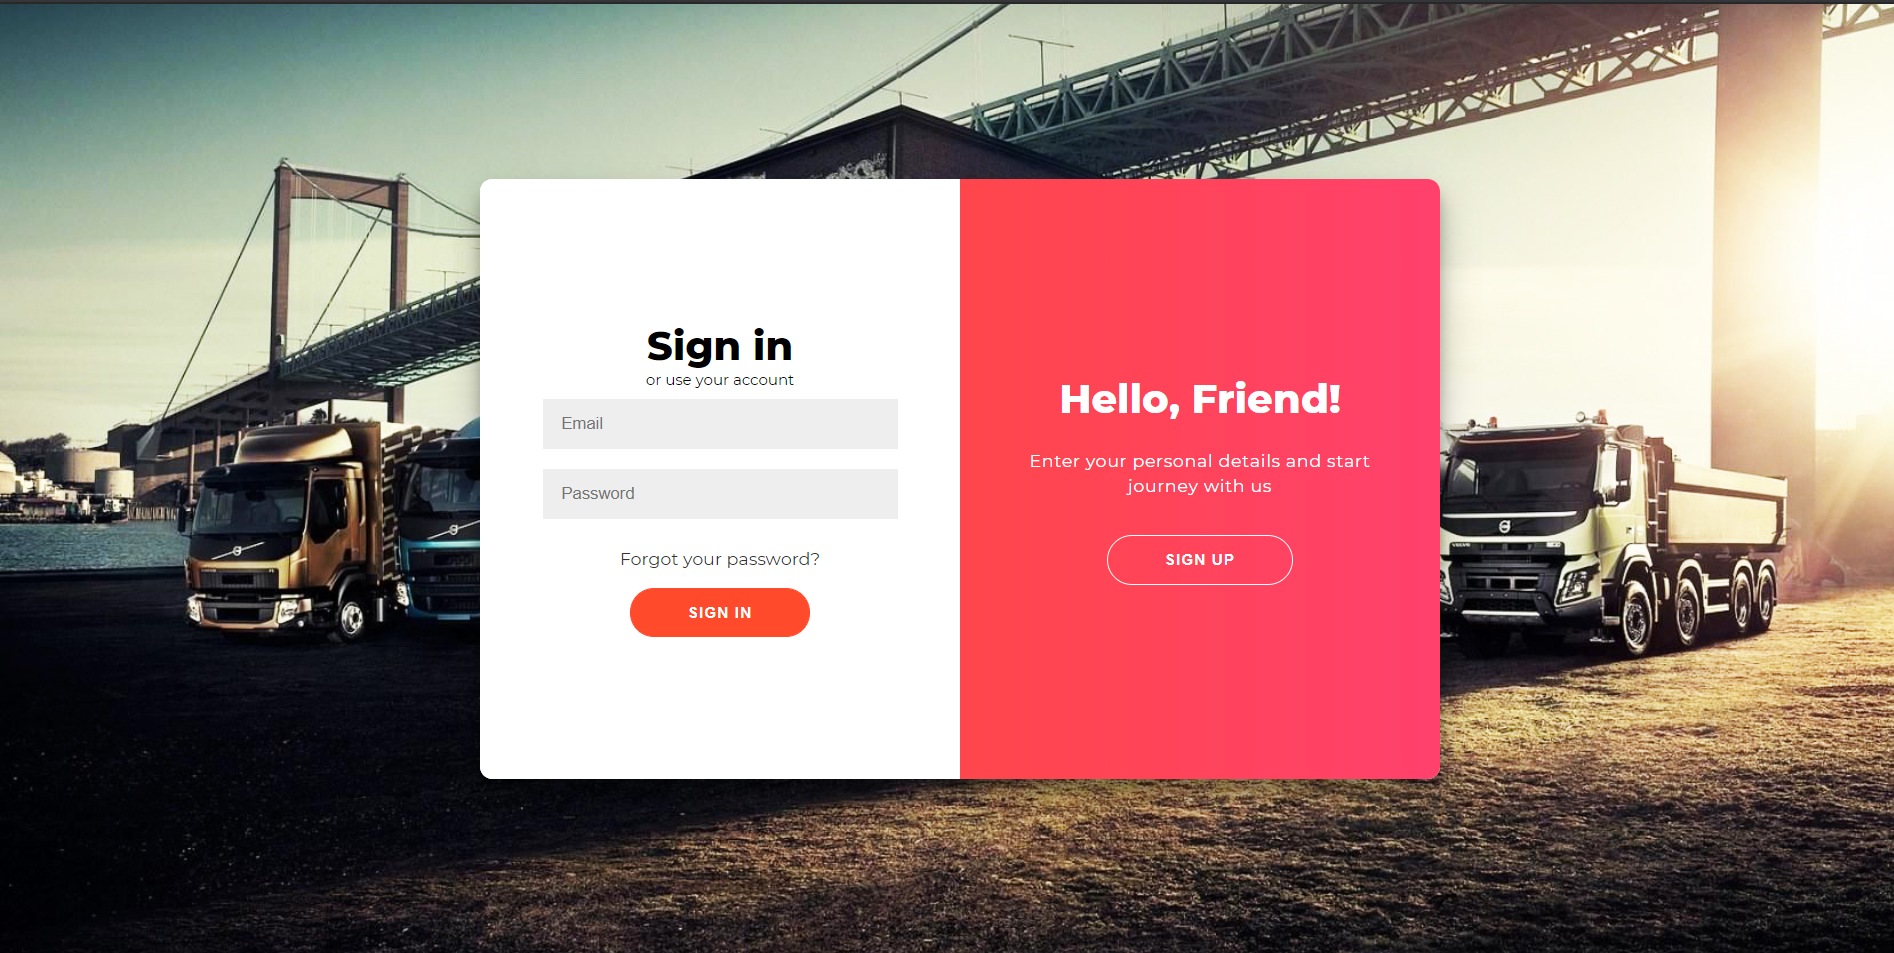 Sign in
or use your account
Email
Password
Forgot your password?
SIGN IN
Hello, Friend!
Enter your personal details and start
journey with us
SIGN UP